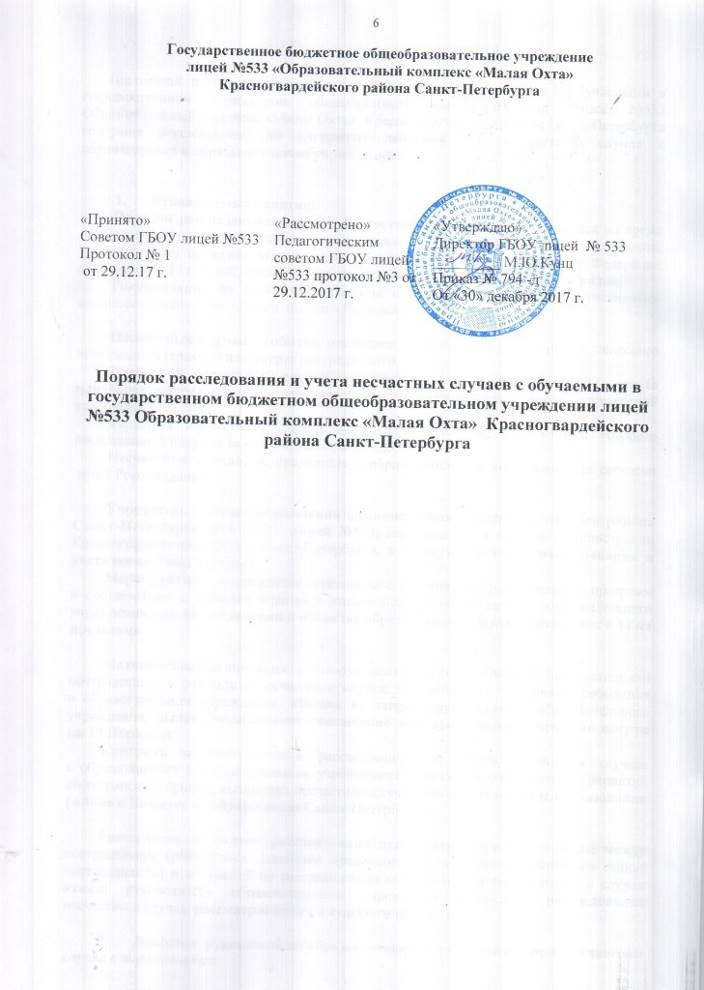 6
Государственное бюджетное общеобразовательное учреждение
лицей №533 «Образовательный комплекс «Малая Охта»
Красногвардейского района Санкт-Петербурга
«Принято»
Советом ГБОУ лицей №533
Протокол № 1
от 29.12.17 г.
«Рассмотрено»
Педагогическим
советом ГБОУ лицей
№533 протокол №3 от
29.12.2017 г.
«Утверждаю»
Директор ГБОУ лицей № 533
М.Ю.Кунц
Приказ № 794 -д
От «30» декабря 2017 г.
Порядок расследования и учета несчастных случаев с обучаемыми в
государственном бюджетном общеобразовательном учреждении лицей
№533 Образовательный комплекс «Малая Охта» Красногвардейского
района Санкт-Петербурга